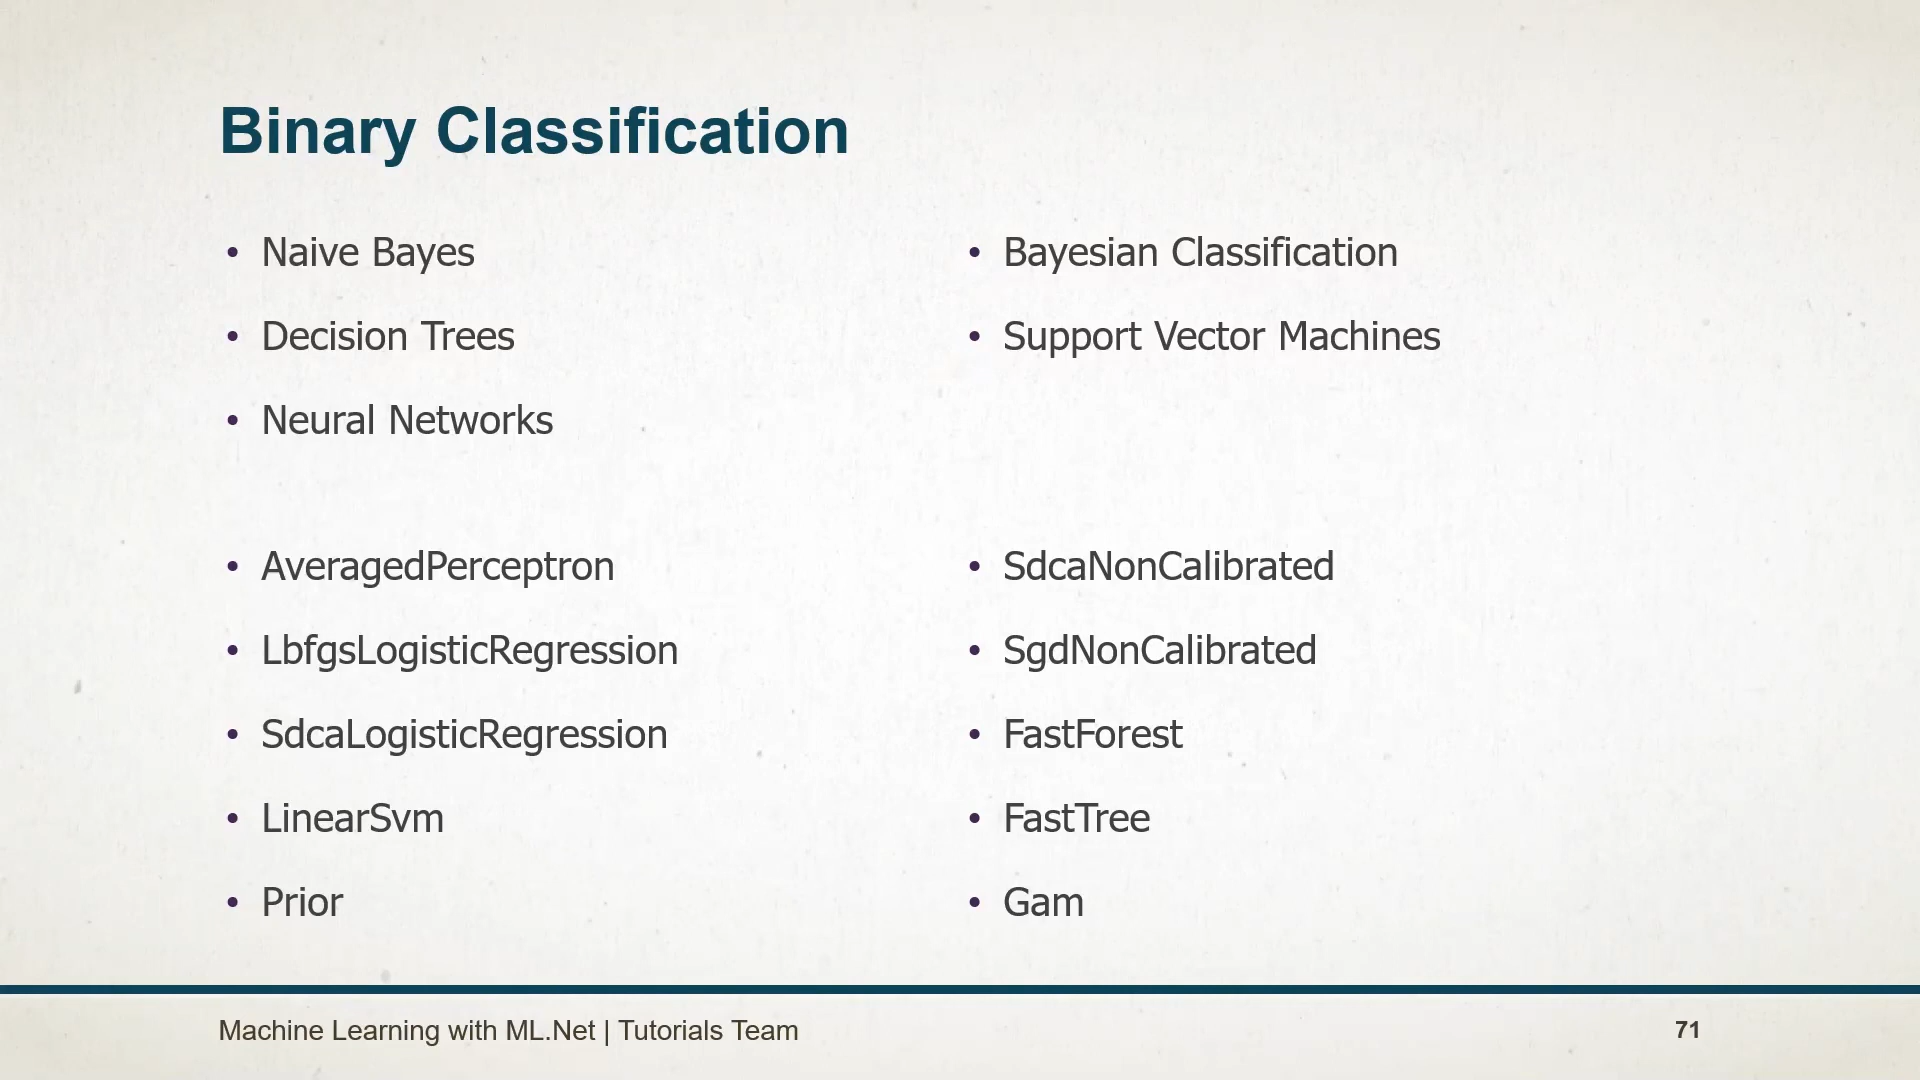 Binary Classification
• Naive Bayes
• Decision Trees
• Neural Networks
• Bayesian Classification
• Support Vector Machines
• AveragedPerceptron
• LbfgsLogisticRegression
• SdcaLogisticRegression
• LinearSvm
• Prior
• SdcaNonCalibrated
• SgdNonCalibrated
• FastForest
• FastTree
• Gam
Machine Learning with ML.Net | Tutorials Team
71